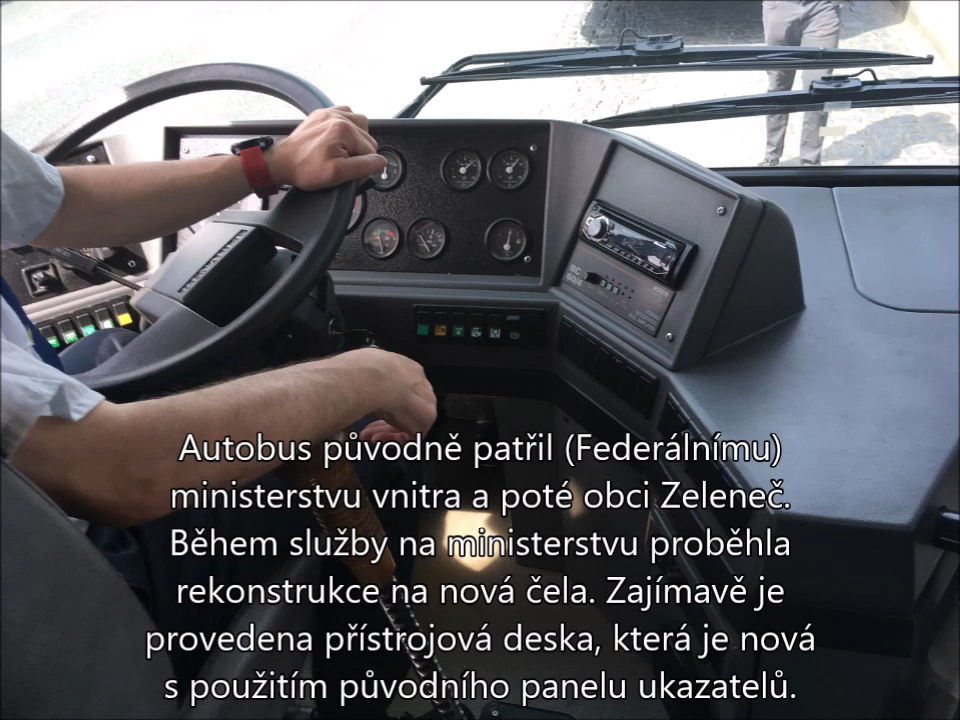 Autobus původně patřil (Federálnímu)
ministerstvu vnitra a poté obci Zeleneč.
Během služby na ministerstvu proběhla
rekonstrukce na nová čela. Zajímavě je
provedena přístrojová deska, která je nová
s použitím původního panelu ukazatelů.